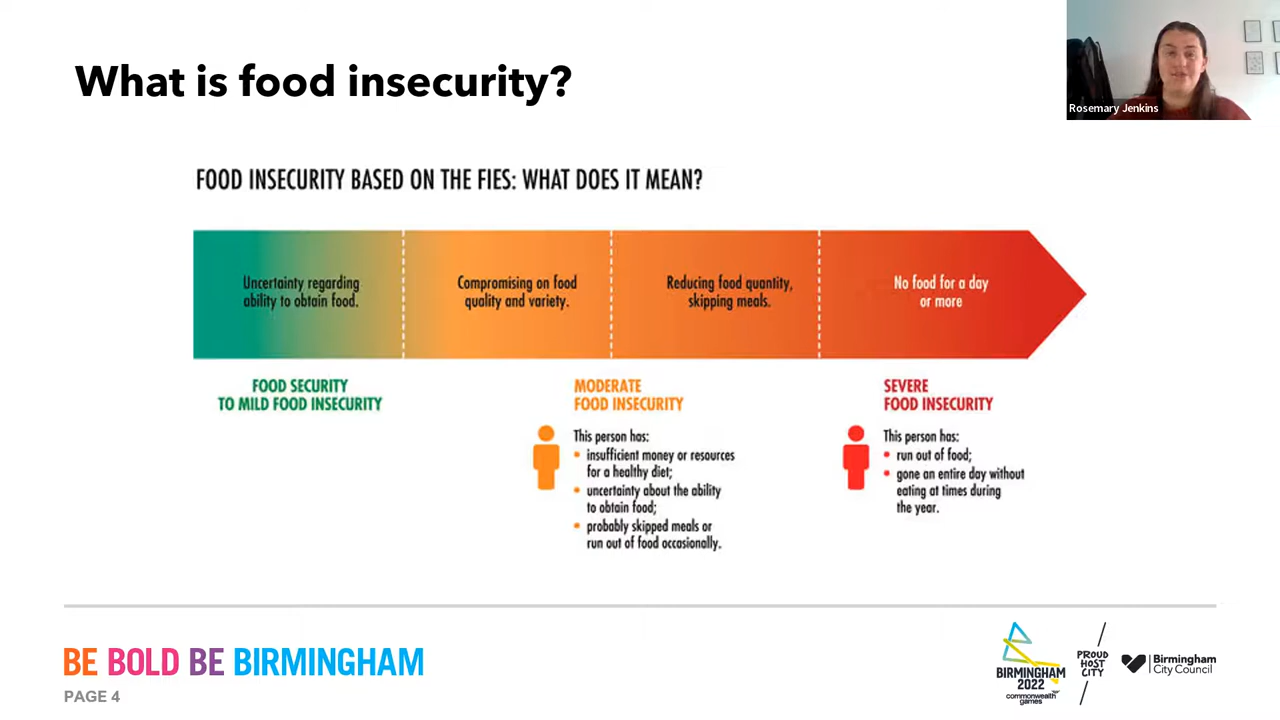 What is food insecurity?
Rosemary Jenkins
FOOD INSECURITY BASED ON THE FIES: WHAT DOES IT MEAN?
Uncertainty regarding
ability to obtain food.
Compromising on food
quality and variety.
Reducing food quantity,
skipping meals.
No food for a day
or more
FOOD SECURITY
TO MILD FOOD INSECURITY
MODERATE
FOOD INSECURITY
This person has:
• insufficient money or resources
for a healthy diet;
• uncertainty about the ability
to obtain food;
• probably skipped meals or
run out of food occasionally.
SEVERE
FOOD INSECURITY
This person has:
• run out of food;
• gone an entire day without
eating at times during
the year.
BE BOLD BE BIRMINGHAM
PAGE 4
BIRMINGHAM
2022
commonwealth
games
PROUD
HOST
CITY
Birmingham
City Council